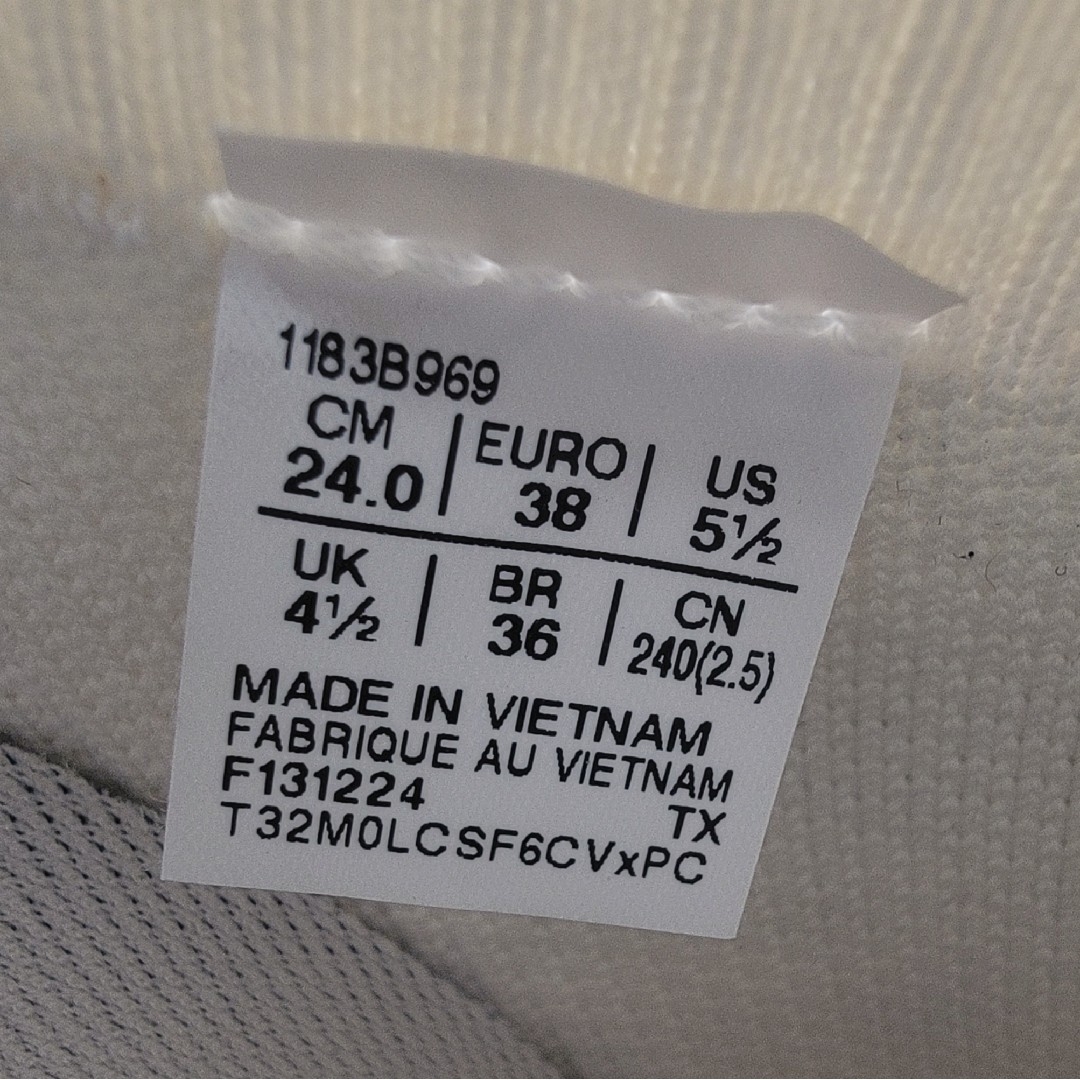 1183B969
CM | EURO | US
24.0 | 38 | 5½
UK | BR | CN
4½ | 36 | 240(2.5)
MADE IN VIETNAM
FABRIQUE AU VIETNAM
F131224 TX
T32M0LCSF6CVxPC